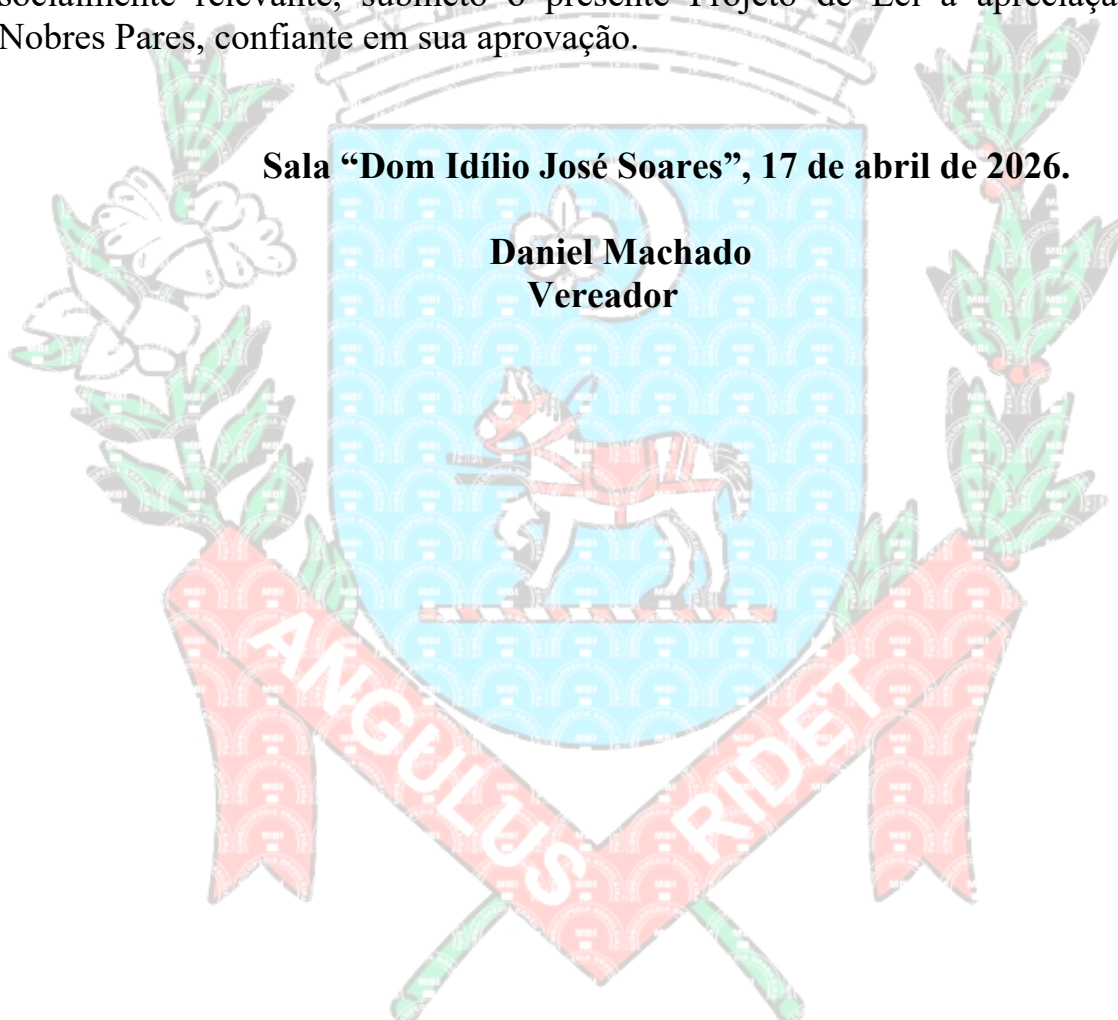 socialmente relevante, submeto o presente Projeto de Lei à apreciaç
Nobres Pares, confiante em sua aprovação.
Sala “Dom Idílio José Soares”, 17 de abril de 2026.
Daniel Machado
Vereador
ANGULUS RIDET